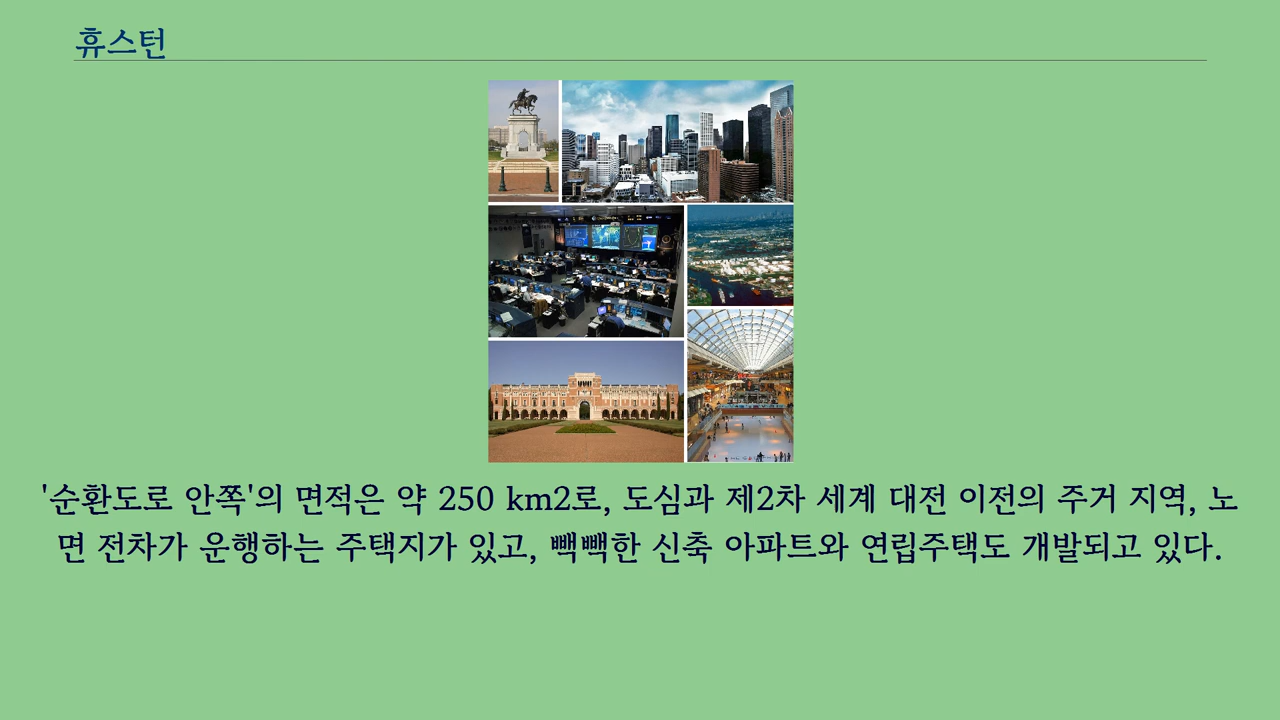 휴스턴
'순환도로 안쪽'의 면적은 약 250 km2로, 도심과 제2차 세계 대전 이전의 주거 지역, 노
면 전차가 운행하는 주택지가 있고, 빽빽한 신축 아파트와 연립주택도 개발되고 있다.